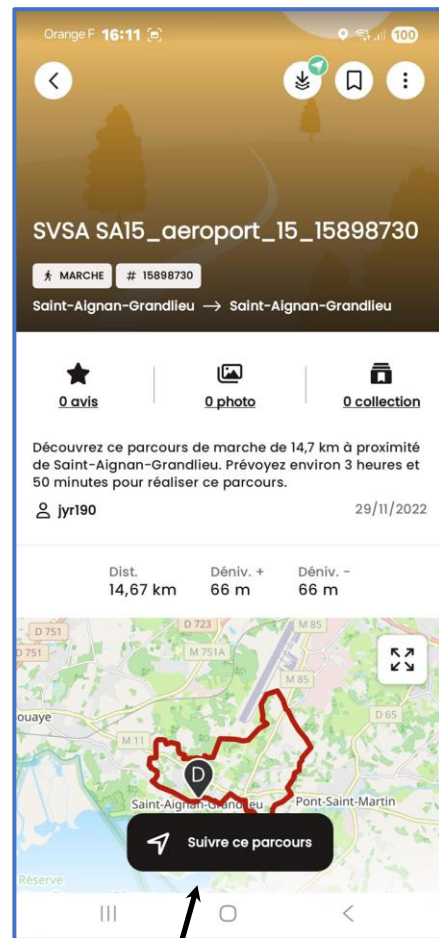 Orange F 16:11
100
SVSA SA15_aeroport_15_15898730
MARCHE
# 15898730
Saint-Aignan-Grandlieu → Saint-Aignan-Grandlieu
0 avis
0 photo
0 collection
Découvrez ce parcours de marche de 14,7 km à proximité
de Saint-Aignan-Grandlieu. Prévoyez environ 3 heures et
50 minutes pour réaliser ce parcours.
jyr190
29/11/2022
Dist.
Déniv. +
Déniv. -
14,67 km
66 m
66 m
D 751
D 723
M 85
D 751
M 751A
M 85
D 65
ouaye
M 11
D
Saint-Aignan-Grandlieu
Pont-Saint-Martin
Suivre ce parcours
Réserve